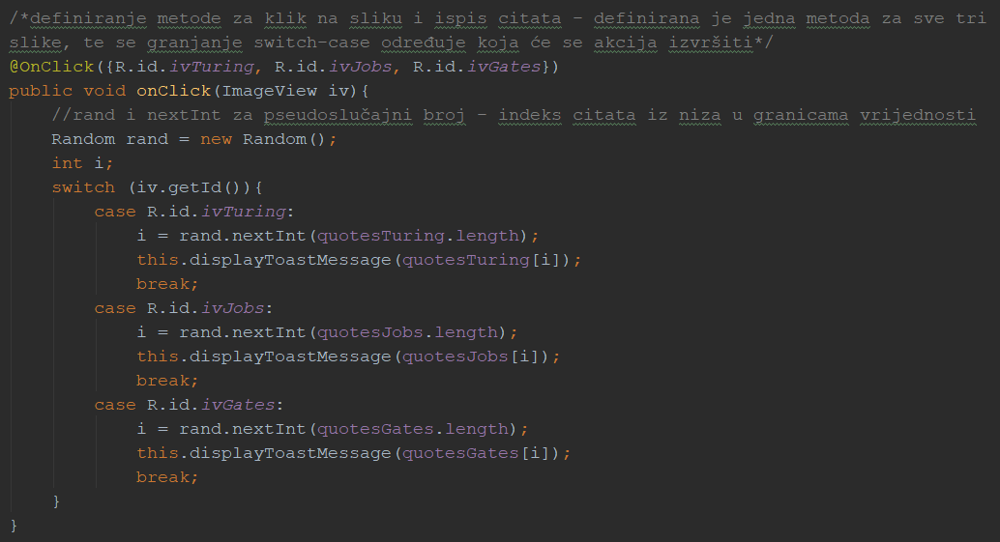 /*definiranje metode za klik na sliku i ispis citata – definirana je jedna metoda za sve tri
slike, te se granjanje switch-case određuje koja će se akcija izvršiti*/
@OnClick({R.id.ivTuring, R.id.ivJobs, R.id.ivGates})
public void onClick(ImageView iv){
    //rand i nextInt za pseudoslučajni broj – indeks citata iz niza u granicama vrijednosti
    Random rand = new Random();
    int i;
    switch (iv.getId()){
        case R.id.ivTuring:
            i = rand.nextInt(quotesTuring.length);
            this.displayToastMessage(quotesTuring[i]);
            break;
        case R.id.ivJobs:
            i = rand.nextInt(quotesJobs.length);
            this.displayToastMessage(quotesJobs[i]);
            break;
        case R.id.ivGates:
            i = rand.nextInt(quotesGates.length);
            this.displayToastMessage(quotesGates[i]);
            break;
    }
}